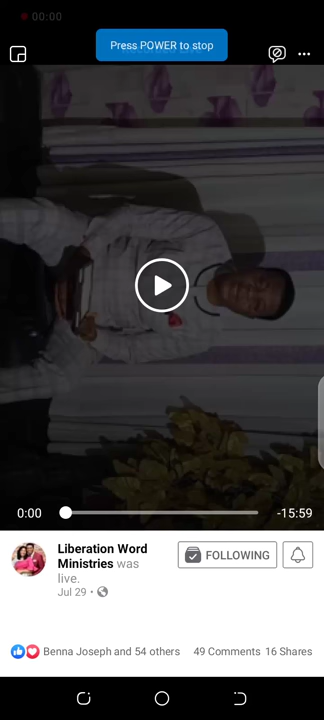 00:00
Press POWER to stop
0:00
-15:59
Liberation Word
Ministries was
live.
FOLLOWING
Jul 29 •
Benna Joseph and 54 others
49 Comments 16 Shares